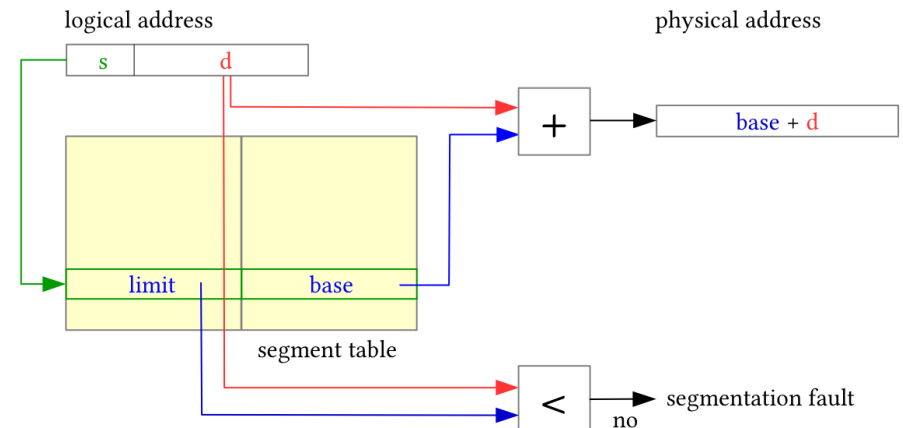 logical address
physical address
s
d
+
base + d
limit
base
segment table
<
segmentation fault
no